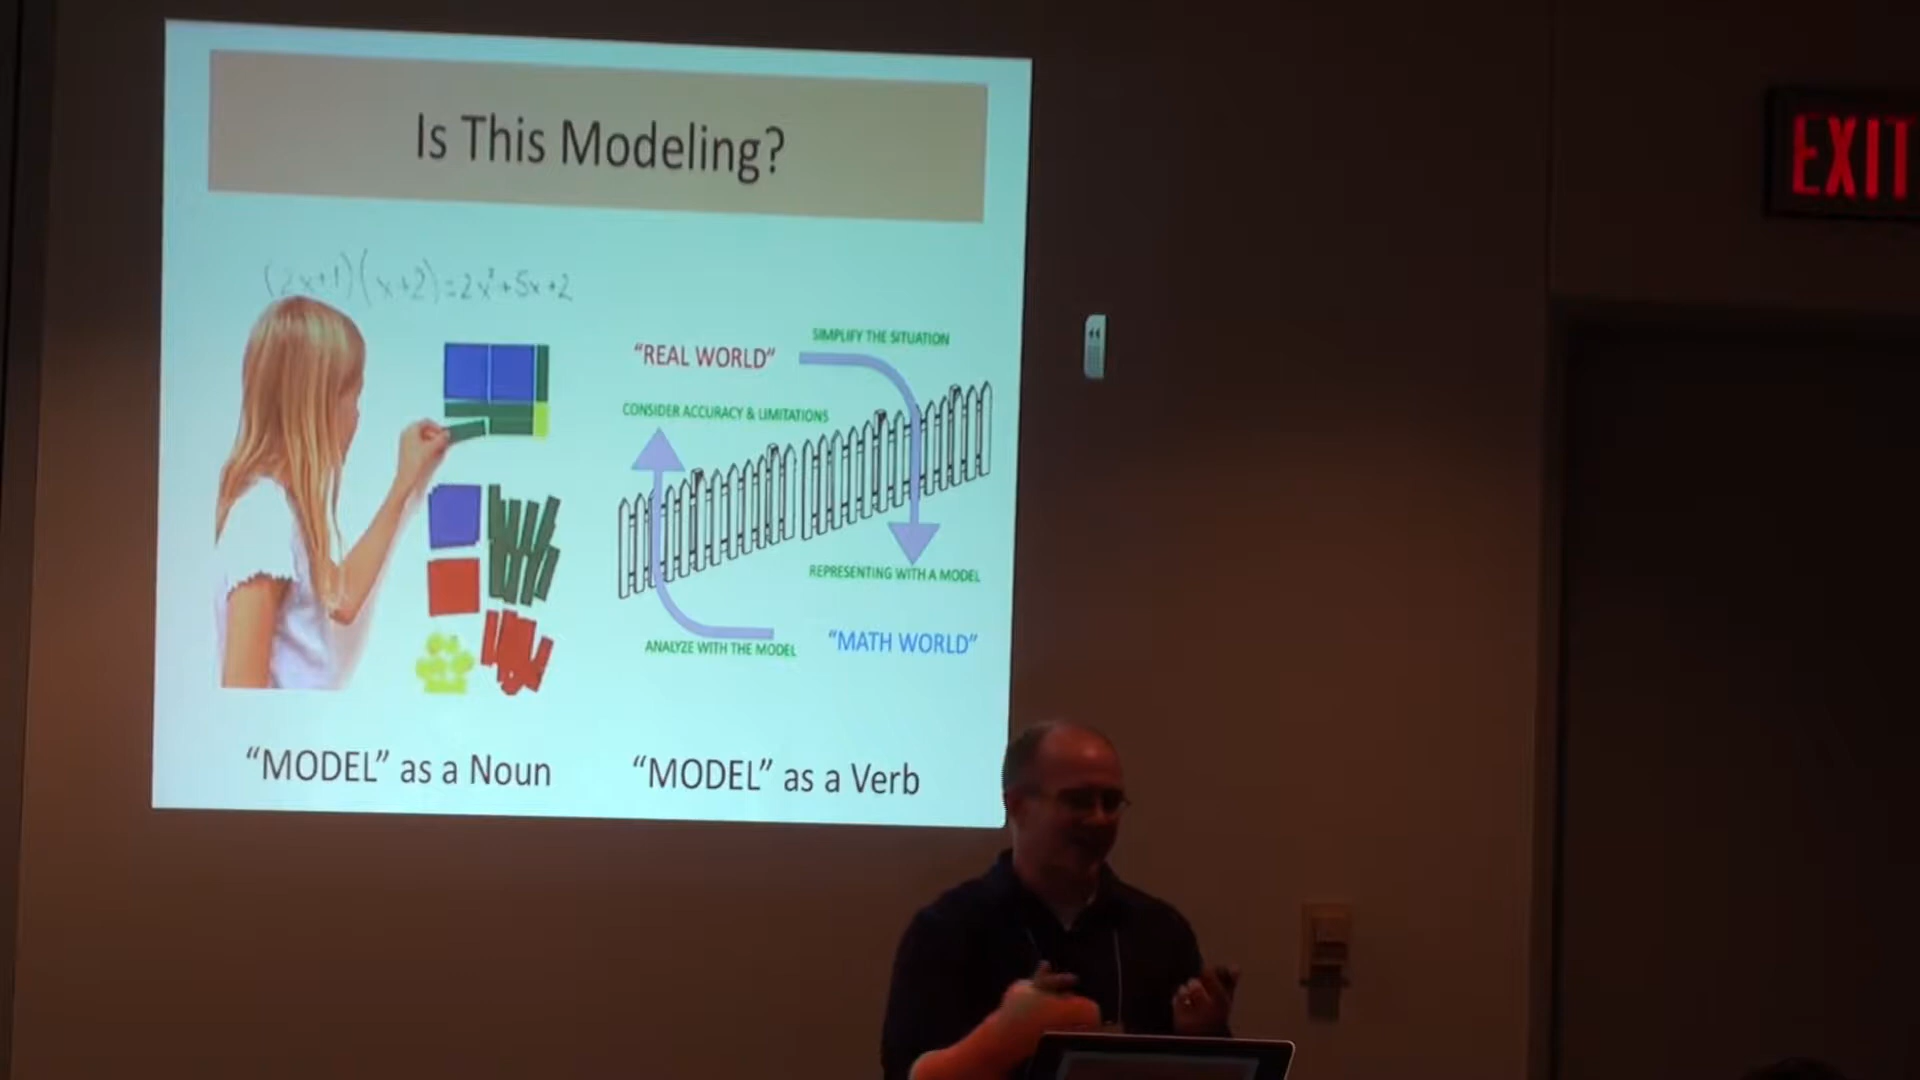 Is This Modeling?
(2x+1)(x+2)=2x²+5x+2
SIMPLIFY THE SITUATION
"REAL WORLD"
CONSIDER ACCURACY & LIMITATIONS
REPRESENTING WITH A MODEL
"MATH WORLD"
ANALYZE WITH THE MODEL
"MODEL" as a Noun
"MODEL" as a Verb
EXIT